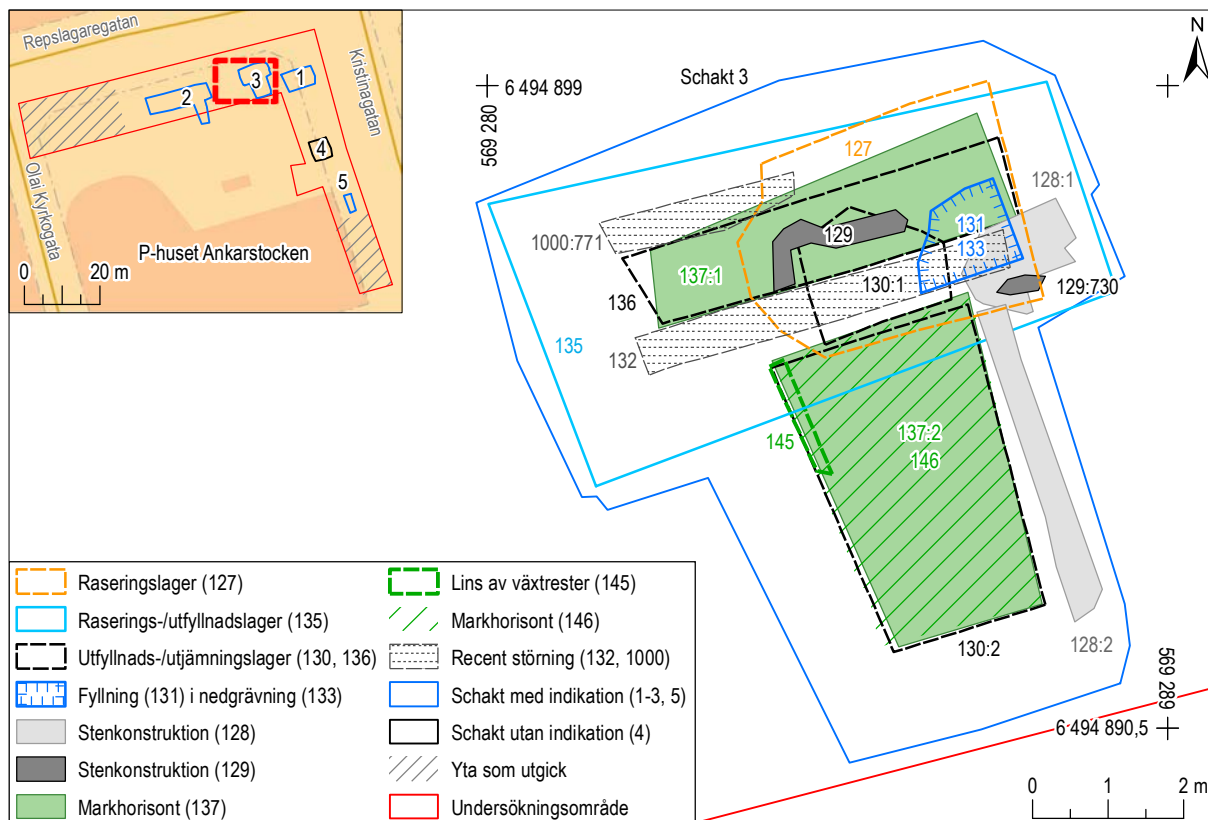 Repslagaregatan
Kristinagatan
Olai Kyrkogata
1
2
3
4
5
P-huset Ankarstocken
0 20 m
Schakt 3
N
6 494 899
569 280
127
128:1
1000:771
129
131
133
137:1
130:1
129:730
136
135
132
145
137:2
146
130:2
128:2
569 289
6 494 890,5
0 1 2 m
Raseringslager (127)
Raserings-/utfyllnadslager (135)
Utfyllnads-/utjämningslager (130, 136)
Fyllning (131) i nedgrävning (133)
Stenkonstruktion (128)
Stenkonstruktion (129)
Markhorisont (137)
Lins av växtrester (145)
Markhorisont (146)
Recent störning (132, 1000)
Schakt med indikation (1-3, 5)
Schakt utan indikation (4)
Yta som utgick
Undersökningsområde